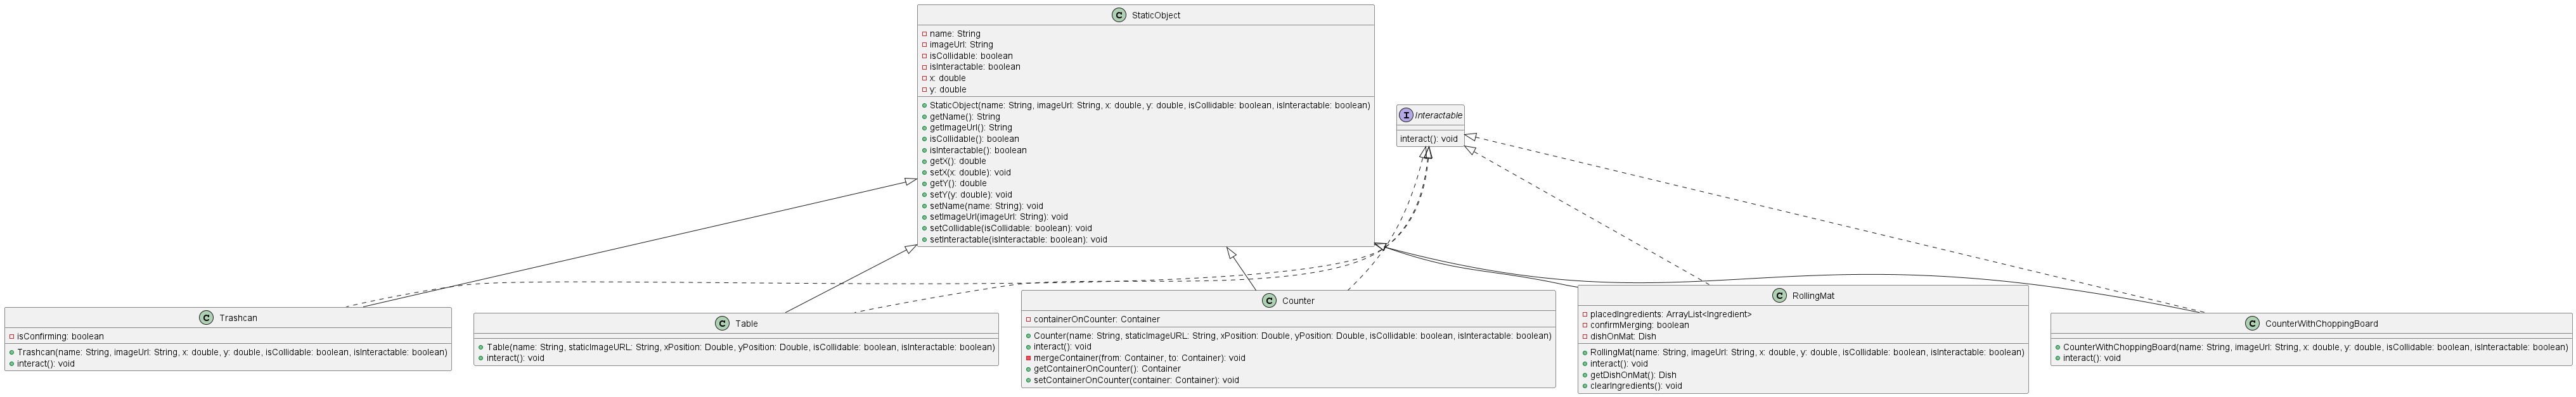 StaticObject
name: String
imageUrl: String
isCollidable: boolean
isInteractable: boolean
x: double
y: double
StaticObject(name: String, imageUrl: String, x: double, y: double, isCollidable: boolean, isInteractable: boolean)
getName(): String
getImageUrl(): String
isCollidable(): boolean
isInteractable(): boolean
getX(): double
setX(x: double): void
getY(): double
setY(y: double): void
setName(name: String): void
setImageUrl(imageUrl: String): void
setCollidable(isCollidable: boolean): void
setInteractable(isInteractable: boolean): void
Interactable
interact(): void
Trashcan
isConfirming: boolean
Trashcan(name: String, imageUrl: String, x: double, y: double, isCollidable: boolean, isInteractable: boolean)
interact(): void
Table
Table(name: String, staticImageURL: String, xPosition: Double, yPosition: Double, isCollidable: boolean, isInteractable: boolean)
interact(): void
Counter
containerOnCounter: Container
Counter(name: String, staticImageURL: String, xPosition: Double, yPosition: Double, isCollidable: boolean, isInteractable: boolean)
interact(): void
mergeContainer(from: Container, to: Container): void
getContainerOnCounter(): Container
setContainerOnCounter(container: Container): void
RollingMat
placedIngredients: ArrayList<Ingredient>
confirmMerging: boolean
dishOnMat: Dish
RollingMat(name: String, imageUrl: String, x: double, y: double, isCollidable: boolean, isInteractable: boolean)
interact(): void
getDishOnMat(): Dish
clearIngredients(): void
CounterWithChoppingBoard
CounterWithChoppingBoard(name: String, imageUrl: String, x: double, y: double, isCollidable: boolean, isInteractable: boolean)
interact(): void